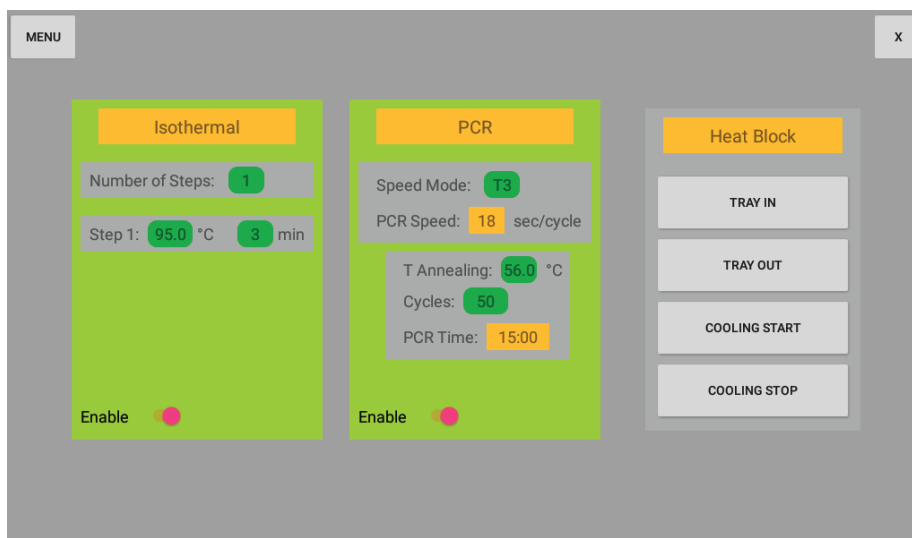 MENU
X
Isothermal
Number of Steps: 1
Step 1: 95.0 °C 3 min
Enable
PCR
Speed Mode: T3
PCR Speed: 18 sec/cycle
T Annealing: 56.0 °C
Cycles: 50
PCR Time: 15:00
Enable
Heat Block
TRAY IN
TRAY OUT
COOLING START
COOLING STOP